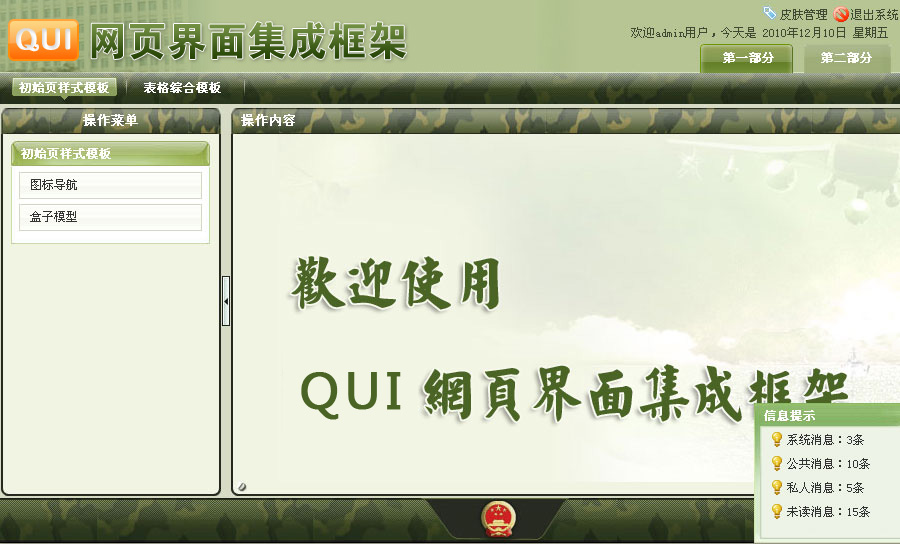 QUI 网页界面集成框架
皮肤管理 退出系统
欢迎admin用户，今天是 2010年12月10日 星期五
第一部分 第二部分
初始页样式模板 表格综合模板
操作菜单
操作内容
初始页样式模板
图标导航
盒子模型
歡迎使用
QUI 網頁界面集成框架
信息提示
系统消息：3条
公共消息：10条
私人消息：5条
未读消息：15条